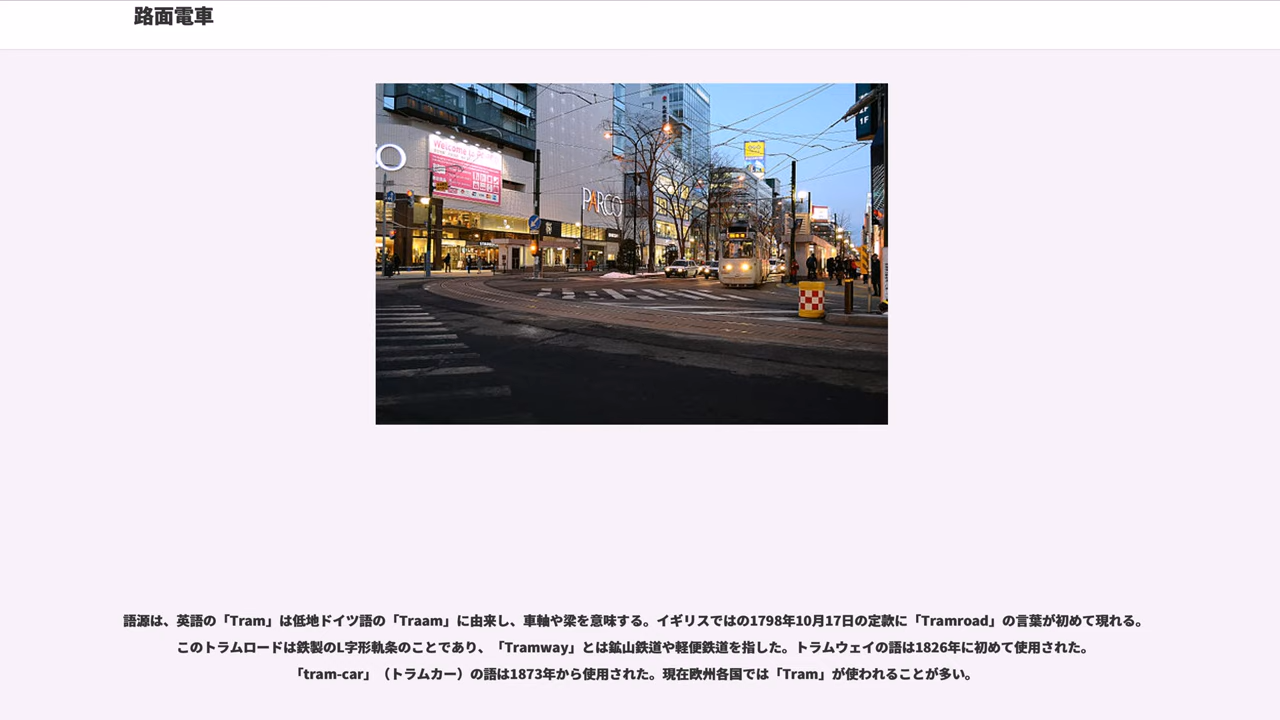 路面電車
Welcome to
PARCO
1F
語源は、英語の「Tram」は低地ドイツ語の「Traam」に由来し、車軸や梁を意味する。イギリスではの1798年10月17日の定款に「Tramroad」の言葉が初めて現れる。
このトラムロードは鉄製のL字形軌条のことであり、「Tramway」とは鉱山鉄道や軽便鉄道を指した。トラムウェイの語は1826年に初めて使用された。
「tram-car」（トラムカー）の語は1873年から使用された。現在欧州各国では「Tram」が使われることが多い。